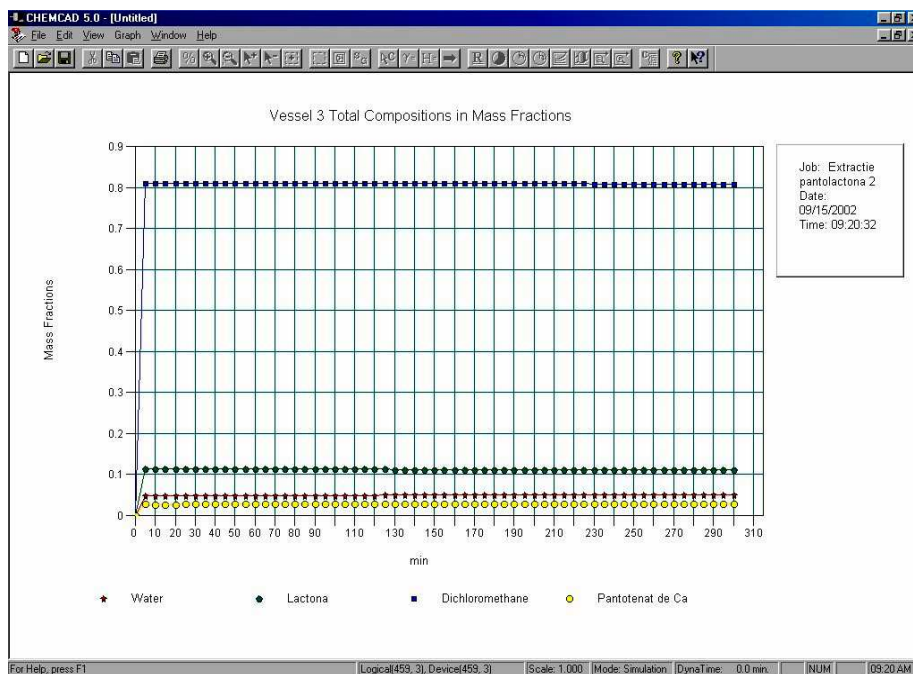 CHEMCAD 5.0 - [Untitled]
File Edit View Graph Window Help
Vessel 3 Total Compositions in Mass Fractions
0.9
0.8
0.7
0.6
0.5
0.4
0.3
0.2
0.1
0
Mass Fractions
0 10 20 30 40 50 60 70 80 90 110 130 150 170 190 210 230 250 270 290 310
min
Water Lactona Dichloromethane Pantotenat de Ca
Job: Extractie
pantolactona 2
Date:
09/15/2002
Time: 09:20:32
For Help, press F1 Logical(459, 3), Device(459, 3) Scale: 1.000 Mode: Simulation DynaTime: 0.0 min. NUM 09:20 AM